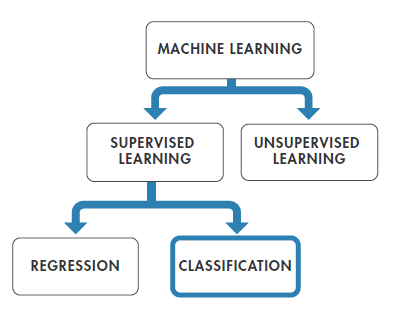 MACHINE LEARNING
SUPERVISED
LEARNING
UNSUPERVISED
LEARNING
REGRESSION
CLASSIFICATION